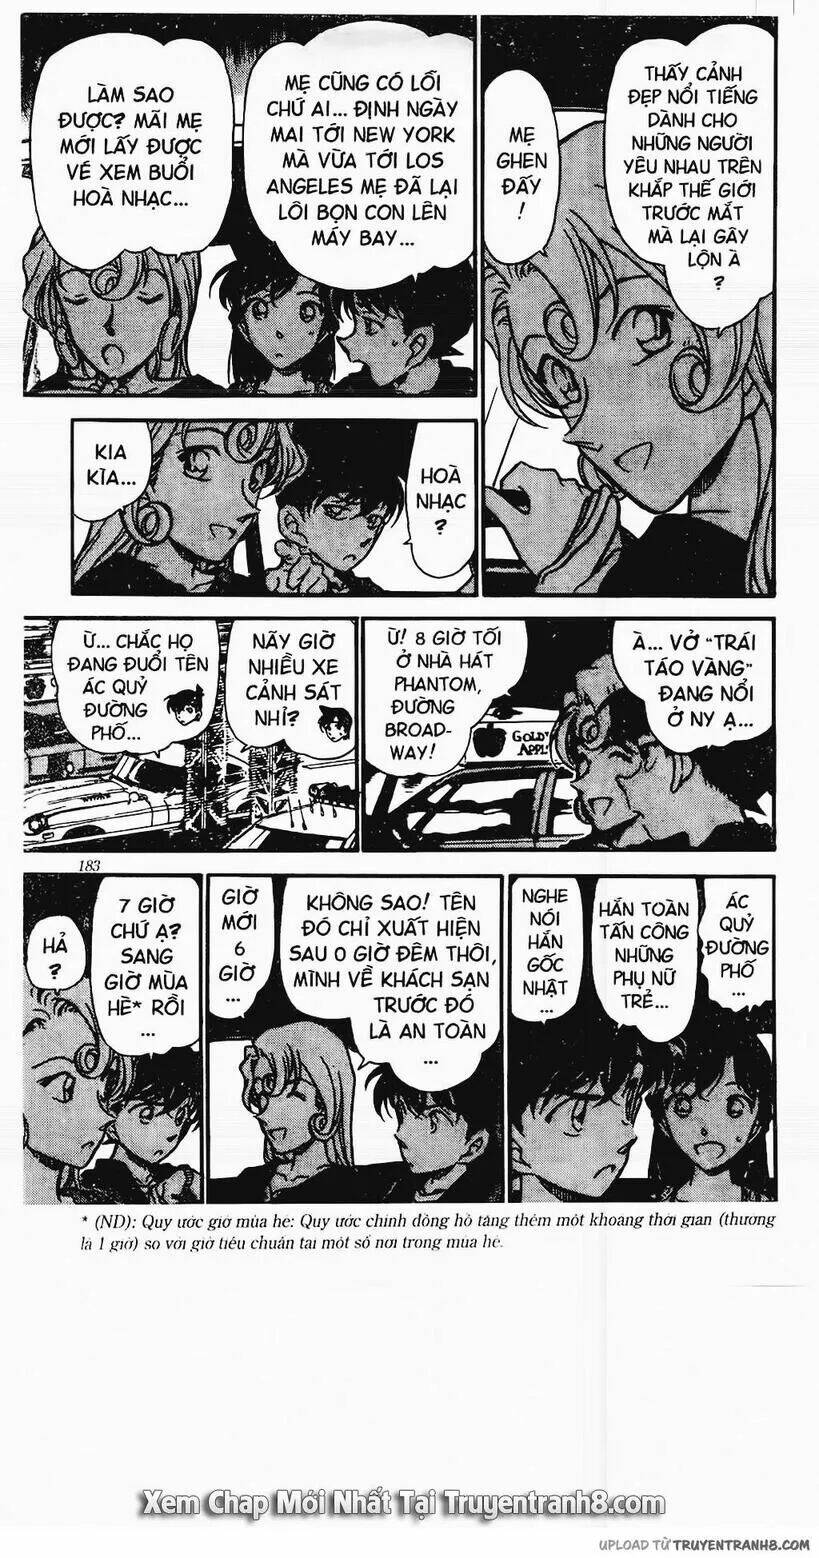 THẤY CẢNH
ĐẸP NỔI TIẾNG
DÀNH CHO
NHỮNG NGƯỜI
YÊU NHAU TRÊN
KHẮP THẾ GIỚI
TRƯỚC MẮT
MÀ LẠI GÂY
LỘN À
?
MẸ
GHEN
ĐẤY
!
MẸ CŨNG CÓ LỖI
CHỨ AI... ĐỊNH NGÀY
MAI TỚI NEW YORK
MÀ VỪA TỚI LOS
ANGELES MẸ ĐÃ LẠI
LÔI BỌN CON LÊN
MÁY BAY...
LÀM SAO
ĐƯỢC? MÃI MẸ
MỚI LẤY ĐƯỢC
VÉ XEM BUỔI
HOÀ NHẠC...
HOÀ
NHẠC
?
KIA
KÌA...
À... VỞ "TRÁI
TÁO VÀNG"
ĐANG NỔI
Ở NY Ạ...
Ừ! 8 GIỜ TỐI
Ở NHÀ HÁT
PHANTOM,
ĐƯỜNG
BROAD-
WAY!
GOLD
APPL
NÃY GIỜ
NHIỀU XE
CẢNH SÁT
NHỈ?
Ừ... CHẮC HỌ
ĐANG ĐUỔI TÊN
ÁC QUỶ
ĐƯỜNG
PHỐ...
183
ÁC
QUỶ
ĐƯỜNG
PHỐ
...
HẮN TOÀN
TẤN CÔNG
NHỮNG
PHỤ NỮ
TRẺ...
NGHE
NÓI
HẮN
GỐC
NHẬT
...
KHÔNG SAO! TÊN
ĐÓ CHỈ XUẤT HIỆN
SAU 0 GIỜ ĐÊM THÔI,
MÌNH VỀ KHÁCH SẠN
TRƯỚC ĐÓ
LÀ AN TOÀN
...
GIỜ
MỚI
6
GIỜ
...
7 GIỜ
CHỨ Ạ?
SANG
GIỜ MÙA
HÈ* RỒI
...
HẢ
?
* (ND): Quy ước giờ mùa hè: Quy ước chỉnh đồng hồ tăng thêm một khoảng thời gian (thường
là 1 giờ) so với giờ tiêu chuẩn tại một số nơi trong mùa hè.
Xem Chap Mới Nhất Tại Truyentranh8.com
UPLOAD TỪ TRUYENTRANH8.COM